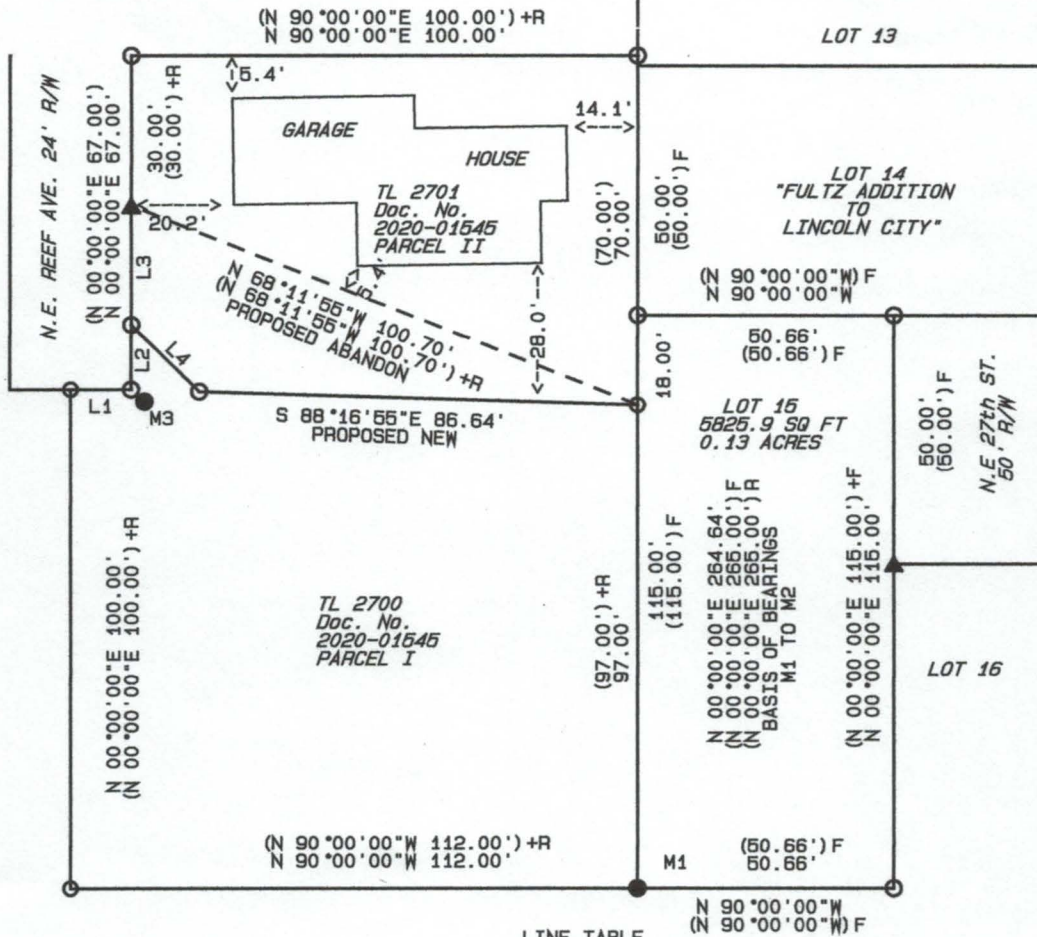 (N 90°00'00"E 100.00')+R
N 90°00'00"E 100.00'
LOT 13
N.E. REEF AVE. 24' R/W
(N 00°00'00"E 67.00')
N 00°00'00"E 67.00'
30.00'
(30.00')+R
5.4'
GARAGE
HOUSE
14.1'
20.2'
TL 2701
Doc. No.
2020-01545
PARCEL II
(70.00')
70.00'
50.00'
(50.00')F
LOT 14
"FULTZ ADDITION
TO
LINCOLN CITY"
(N 90°00'00"W)F
N 90°00'00"W
L3
5.4'
N 68°11'55"W 100.70'
(N 68°11'55"W 100.70')+R
PROPOSED ABANDON
28.0'
18.00'
50.66'
(50.66')F
L2
L4
L1
M3
S 88°16'55"E 86.64'
PROPOSED NEW
LOT 15
5825.9 SQ FT
0.13 ACRES
50.00'
(50.00')F
N.E 27th ST.
50' R/W
N 00°00'00"E 100.00'
(N 00°00'00"E 100.00')+R
TL 2700
Doc. No.
2020-01545
PARCEL I
(97.00')+R
97.00'
115.00'
(115.00')F
N 00°00'00"E 264.64'
(N 00°00'00"E 265.00')F
(N 00°00'00"E 265.00')R
BASIS OF BEARINGS
M1 TO M2
(N 00°00'00"E 115.00')+F
N 00°00'00"E 115.00'
LOT 16
(N 90°00'00"W 112.00')+R
N 90°00'00"W 112.00'
M1
(50.66')F
50.66'
N 90°00'00"W
(N 90°00'00"W)F
LINE TABLE